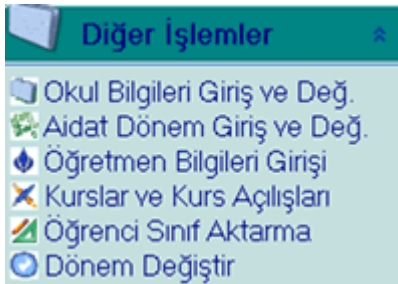 Diğer İşlemler
Okul Bilgileri Giriş ve Değ.
Aidat Dönem Giriş ve Değ.
Öğretmen Bilgileri Girişi
Kurslar ve Kurs Açılışları
Öğrenci Sınıf Aktarma
Dönem Değiştir